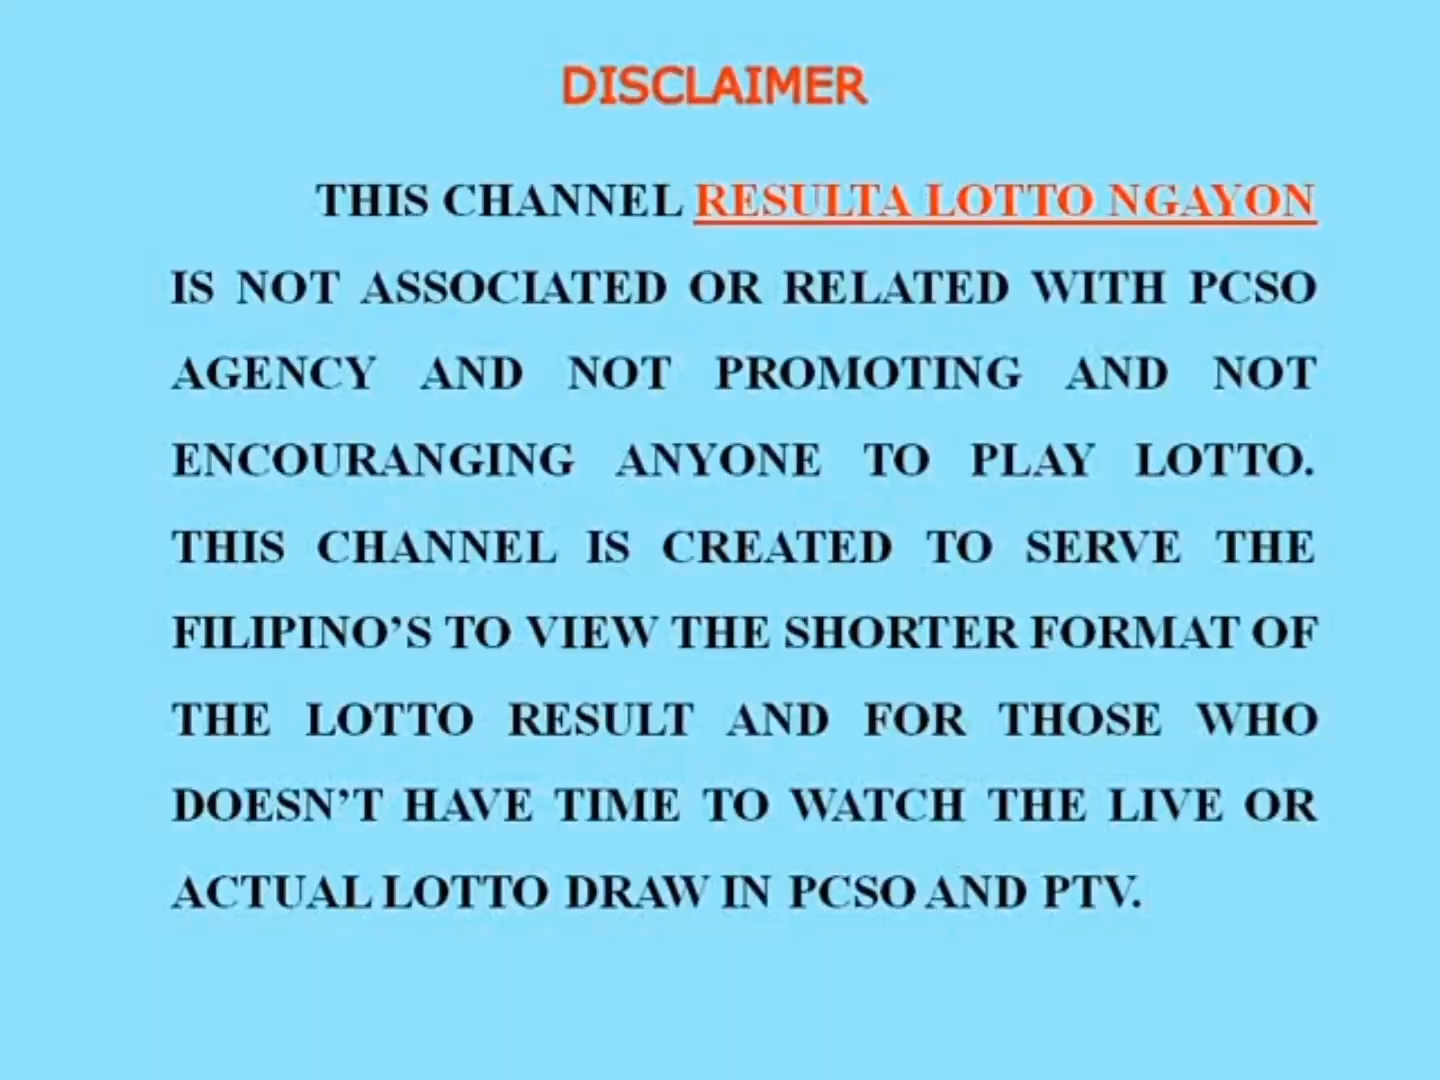 DISCLAIMER
THIS CHANNEL RESULTA LOTTO NGAYON
IS NOT ASSOCIATED OR RELATED WITH PCSO
AGENCY AND NOT PROMOTING AND NOT
ENCOURANGING ANYONE TO PLAY LOTTO.
THIS CHANNEL IS CREATED TO SERVE THE
FILIPINO’S TO VIEW THE SHORTER FORMAT OF
THE LOTTO RESULT AND FOR THOSE WHO
DOESN’T HAVE TIME TO WATCH THE LIVE OR
ACTUAL LOTTO DRAW IN PCSO AND PTV.